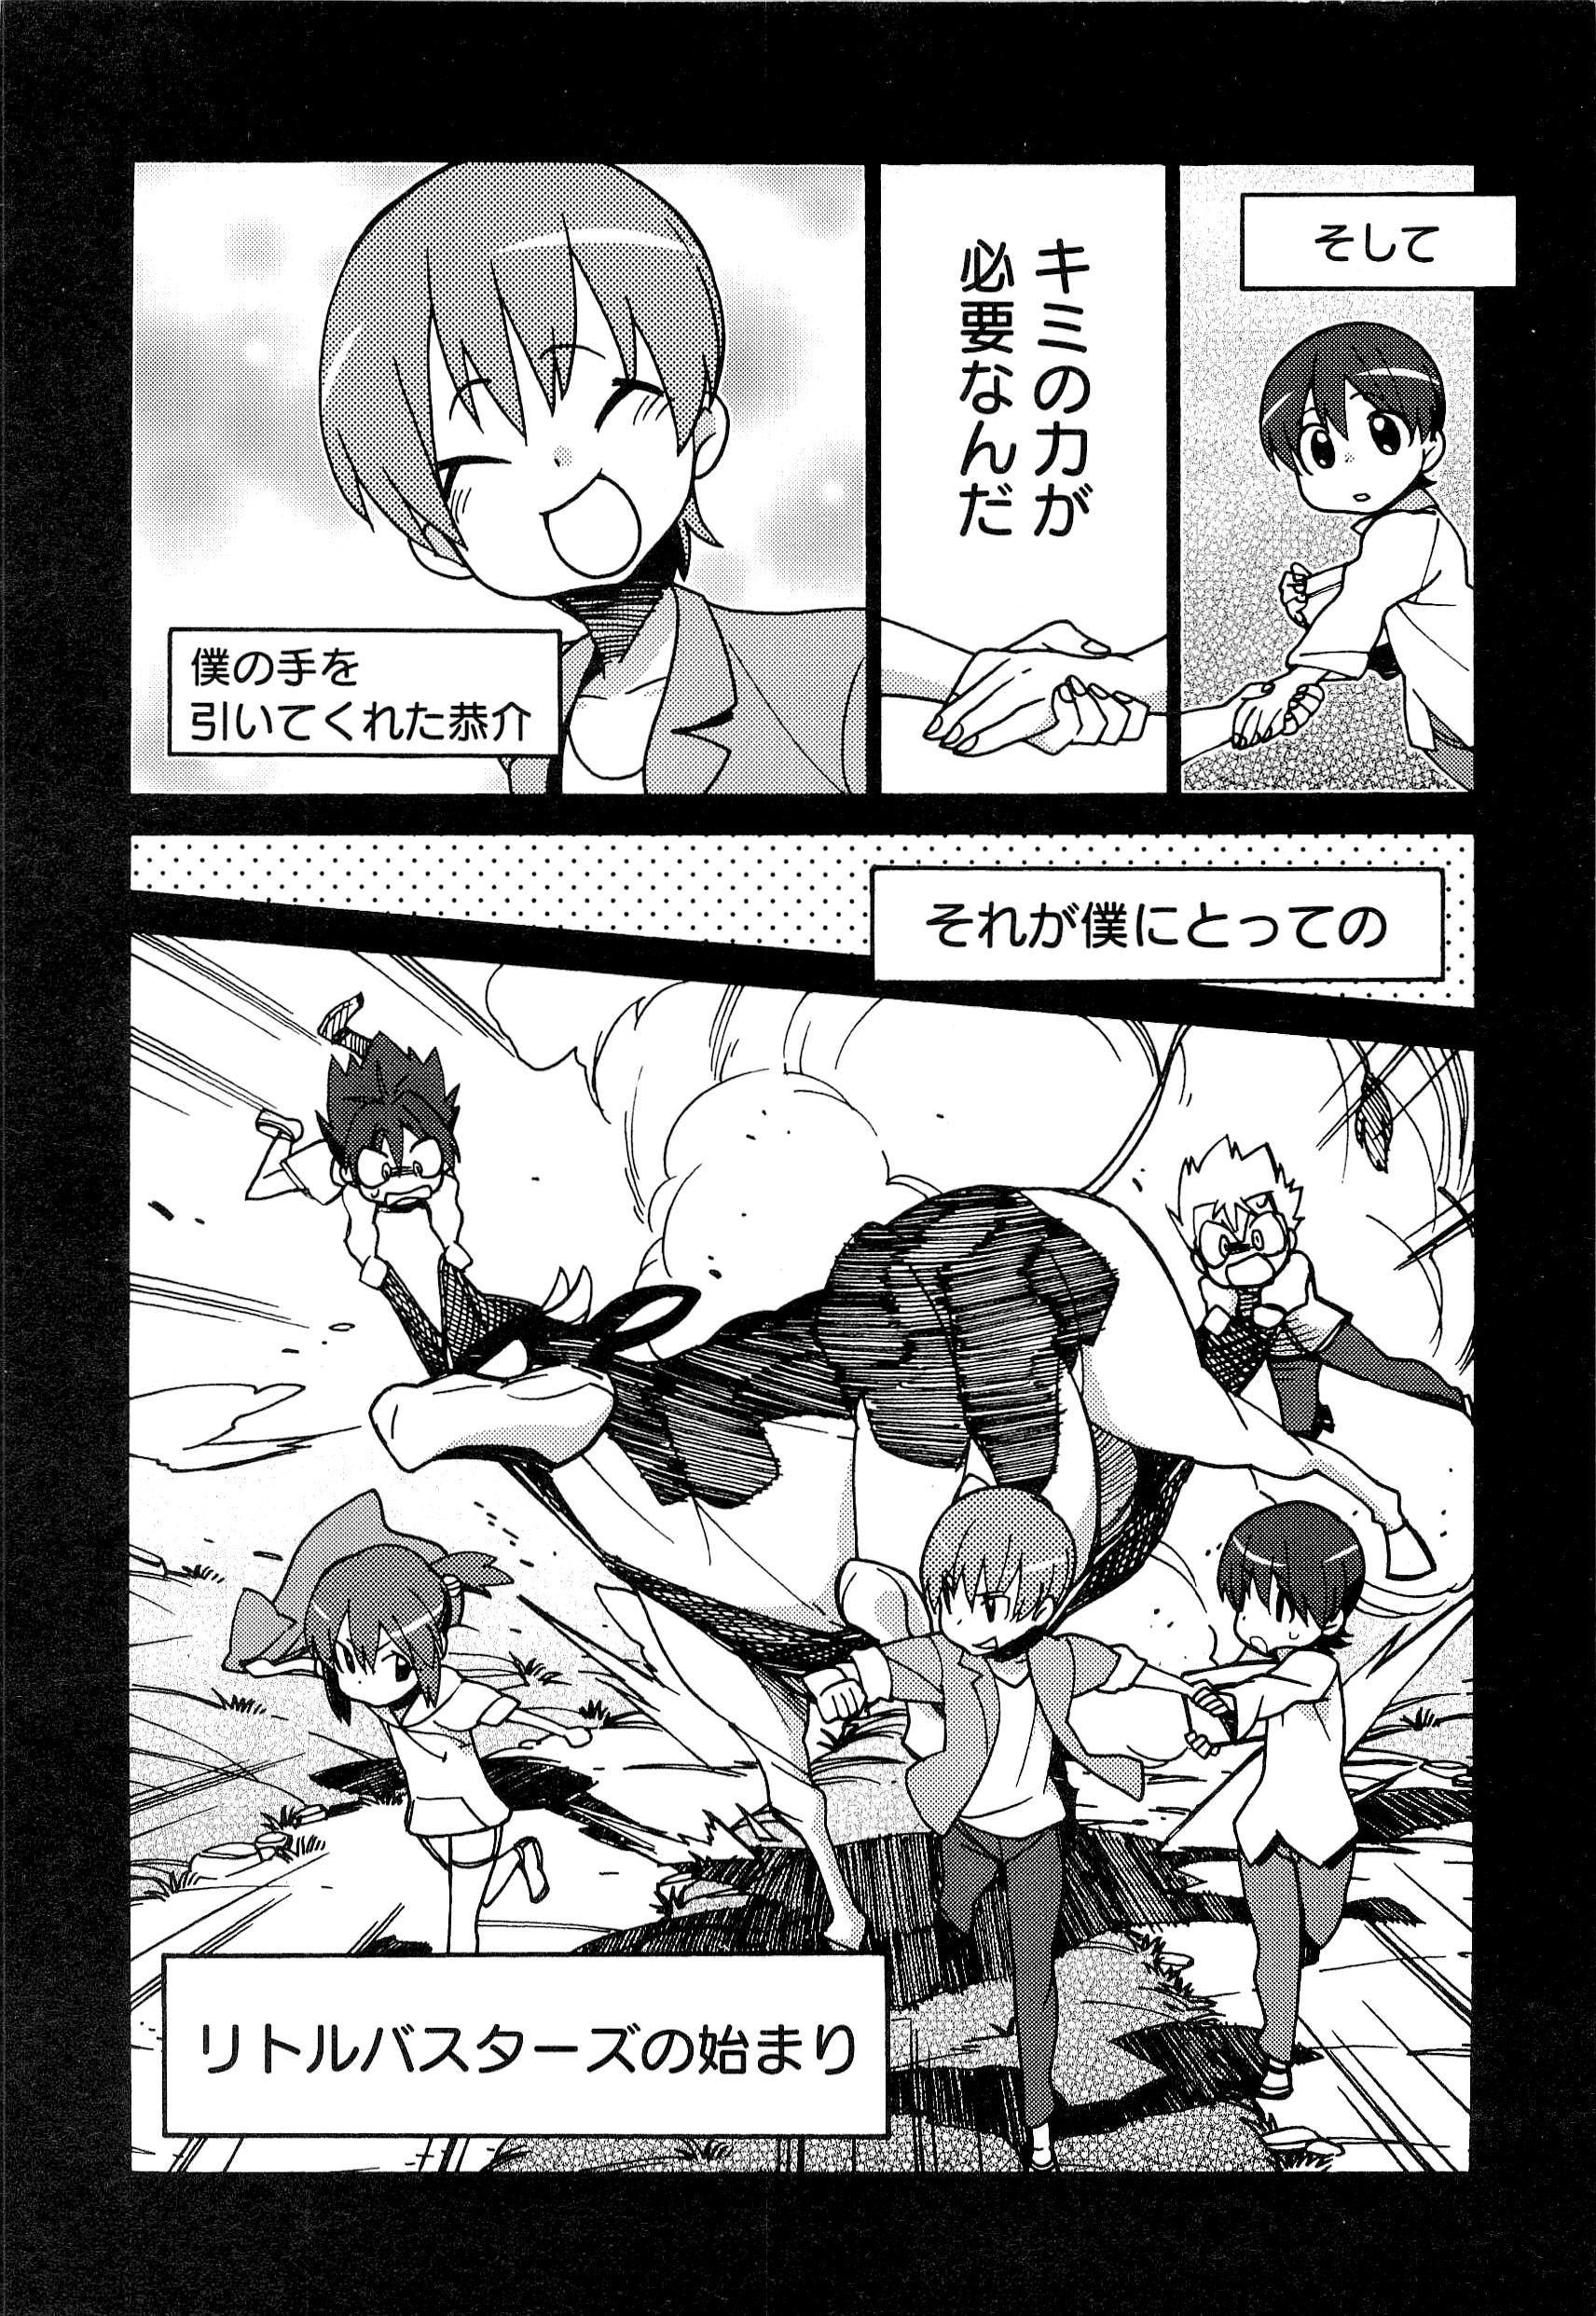 そして
キミの力が
必要なんだ
僕の手を
引いてくれた恭介
それが僕にとっての
リトルバスターズの始まり